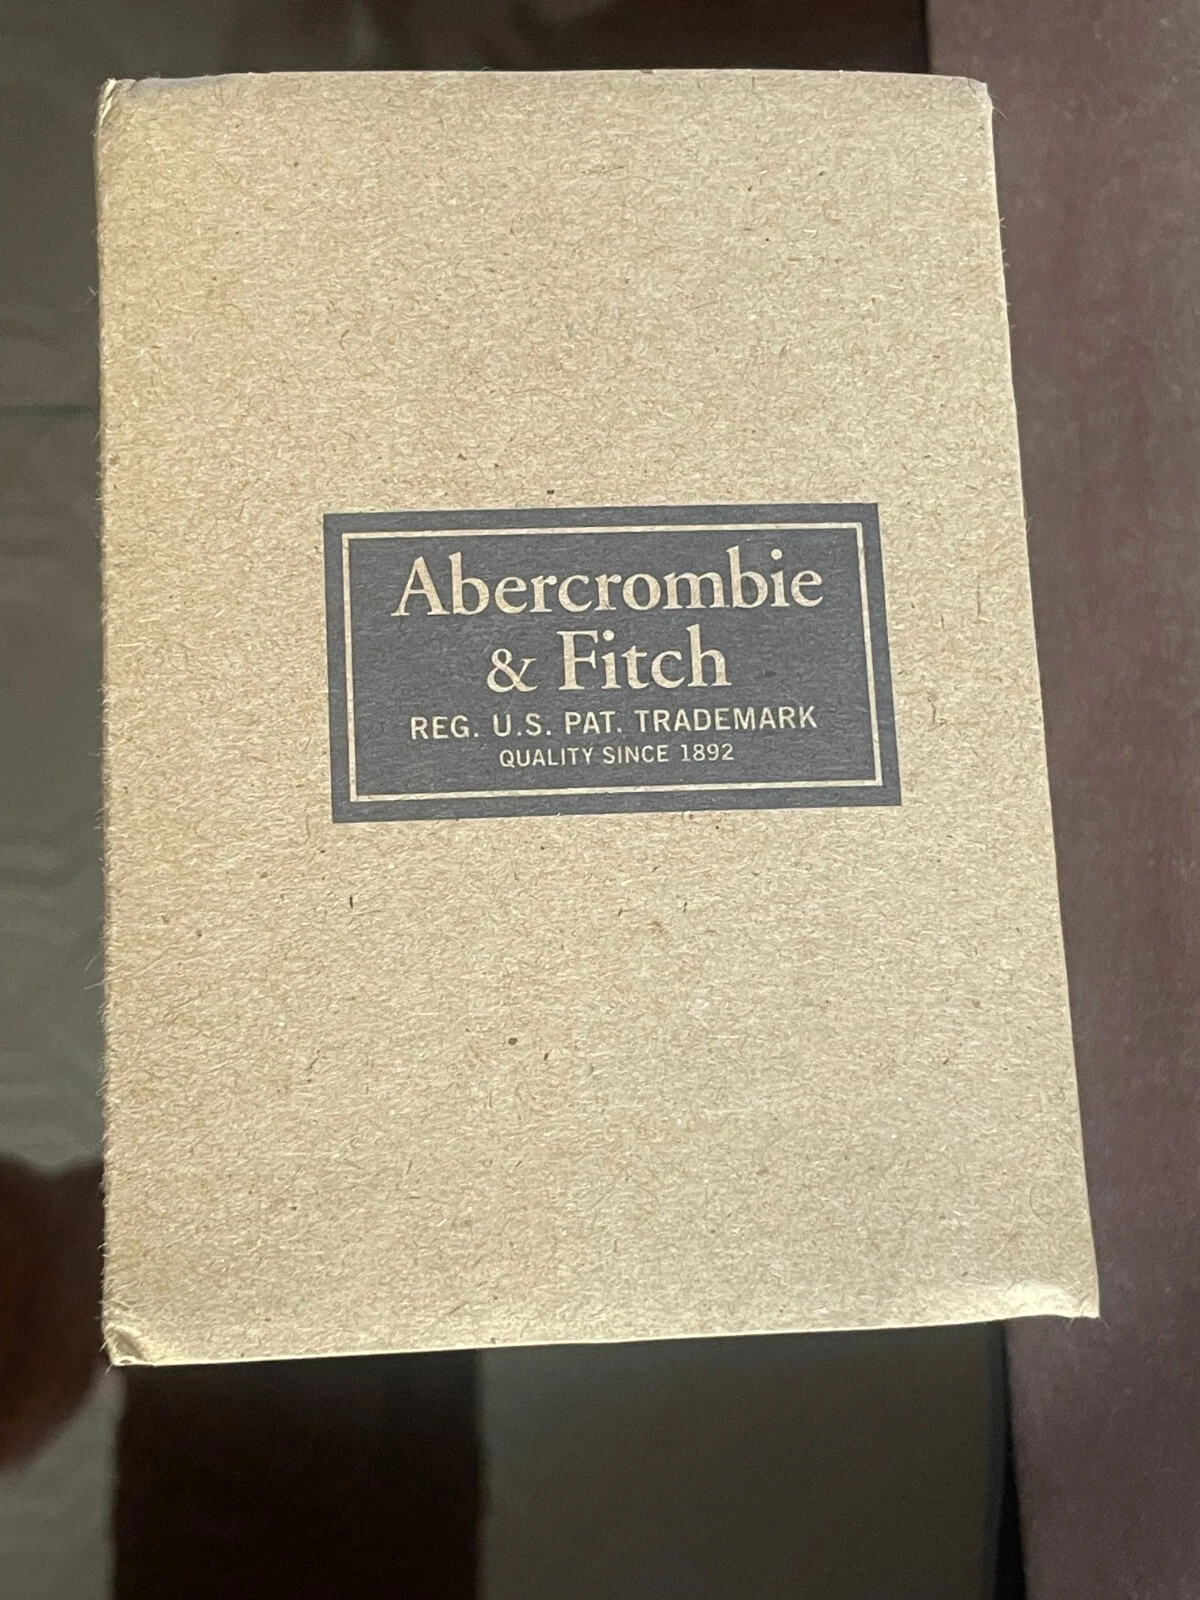 Abercrombie
& Fitch
REG. U.S. PAT. TRADEMARK
QUALITY SINCE 1892